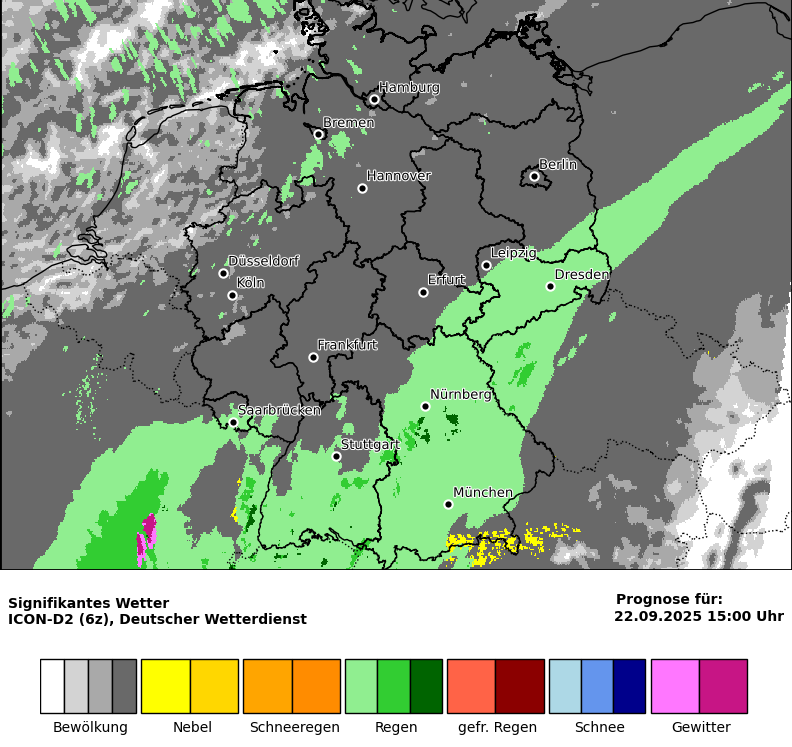 Hamburg
Bremen
Berlin
Hannover
Leipzig
Düsseldorf
Dresden
Köln
Erfurt
Frankfurt
Nürnberg
Saarbrücken
Stuttgart
München
Signifikantes Wetter
ICON-D2 (6z), Deutscher Wetterdienst
Prognose für:
22.09.2025 15:00 Uhr
Bewölkung Nebel Schneeregen Regen gefr. Regen Schnee Gewitter